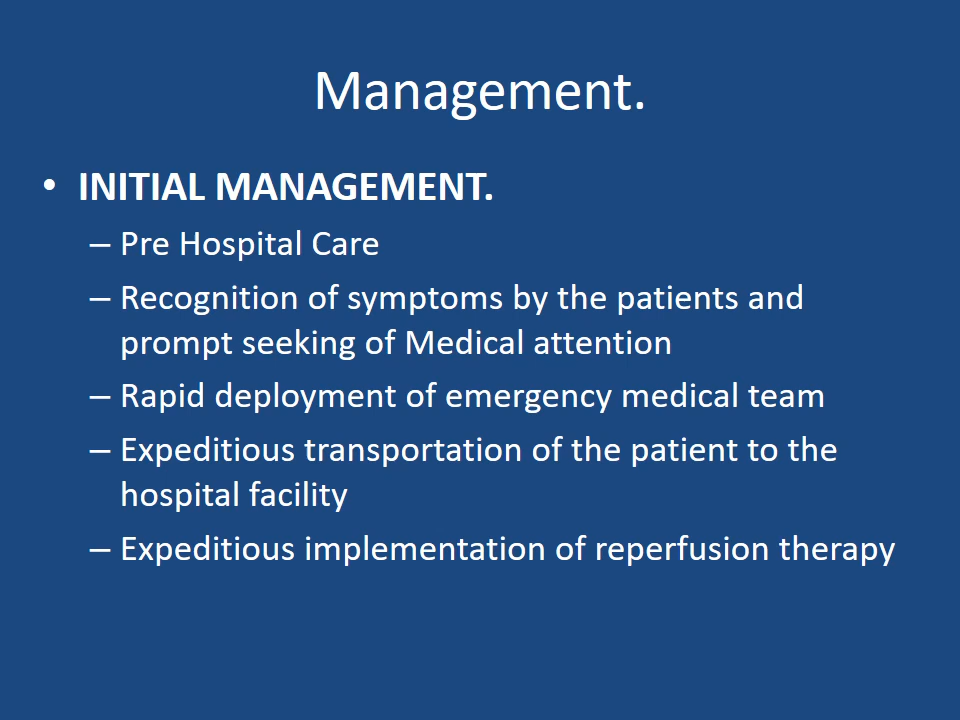 Management.
• INITIAL MANAGEMENT.
– Pre Hospital Care
– Recognition of symptoms by the patients and
prompt seeking of Medical attention
– Rapid deployment of emergency medical team
– Expeditious transportation of the patient to the
hospital facility
– Expeditious implementation of reperfusion therapy